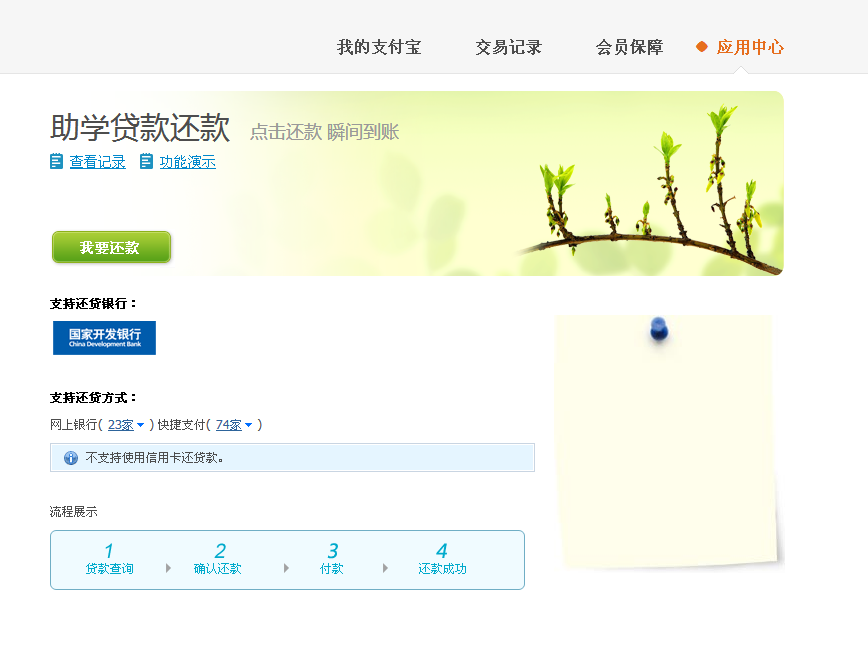 我的支付宝 交易记录 会员保障 应用中心
助学贷款还款 点击还款 瞬间到账
查看记录 功能演示
我要还款
支持还贷银行：
国家开发银行
China Development Bank
支持还贷方式：
网上银行( 23家 ) 快捷支付( 74家 )
不支持使用信用卡还贷款。
流程展示
1 2 3 4
贷款查询 确认还款 付款 还款成功